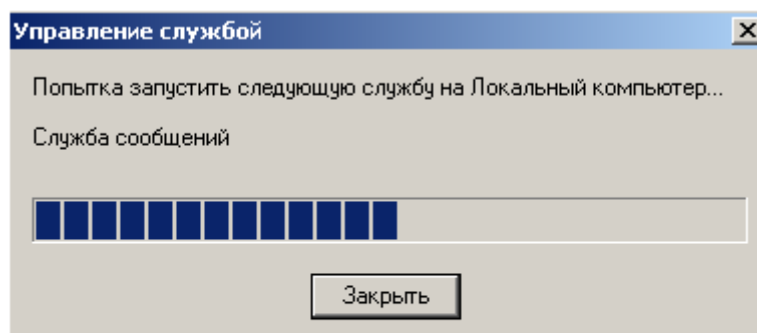 Управление службой
Попытка запустить следующую службу на Локальный компьютер...
Служба сообщений
Закрыть